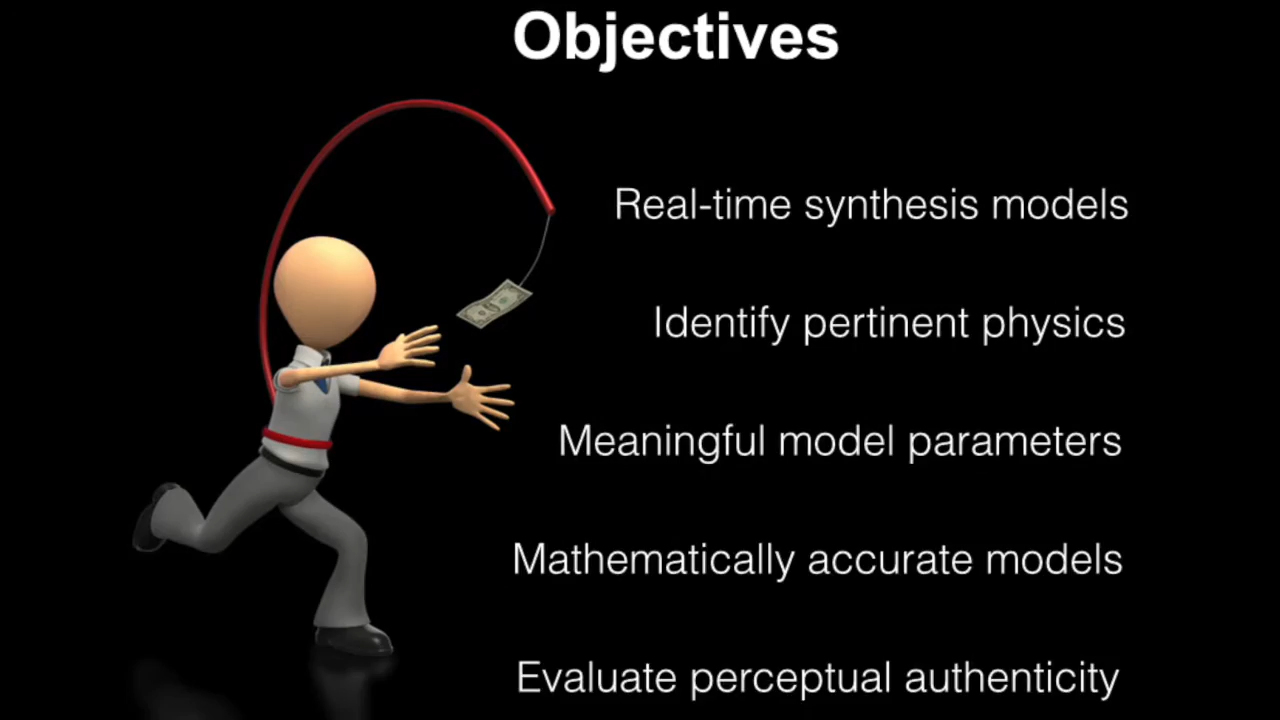 Objectives
Real-time synthesis models
Identify pertinent physics
Meaningful model parameters
Mathematically accurate models
Evaluate perceptual authenticity